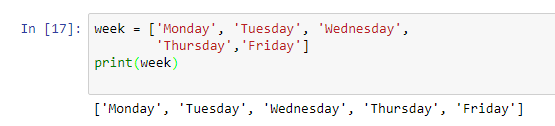 In [17]: week = ['Monday', 'Tuesday', 'Wednesday',
'Thursday','Friday']
print(week)
['Monday', 'Tuesday', 'Wednesday', 'Thursday', 'Friday']